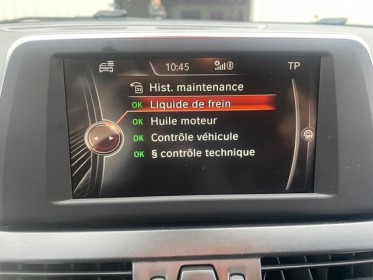 10:45
TP
Hist. maintenance
OK Liquide de frein
OK Huile moteur
OK Contrôle véhicule
OK § contrôle technique